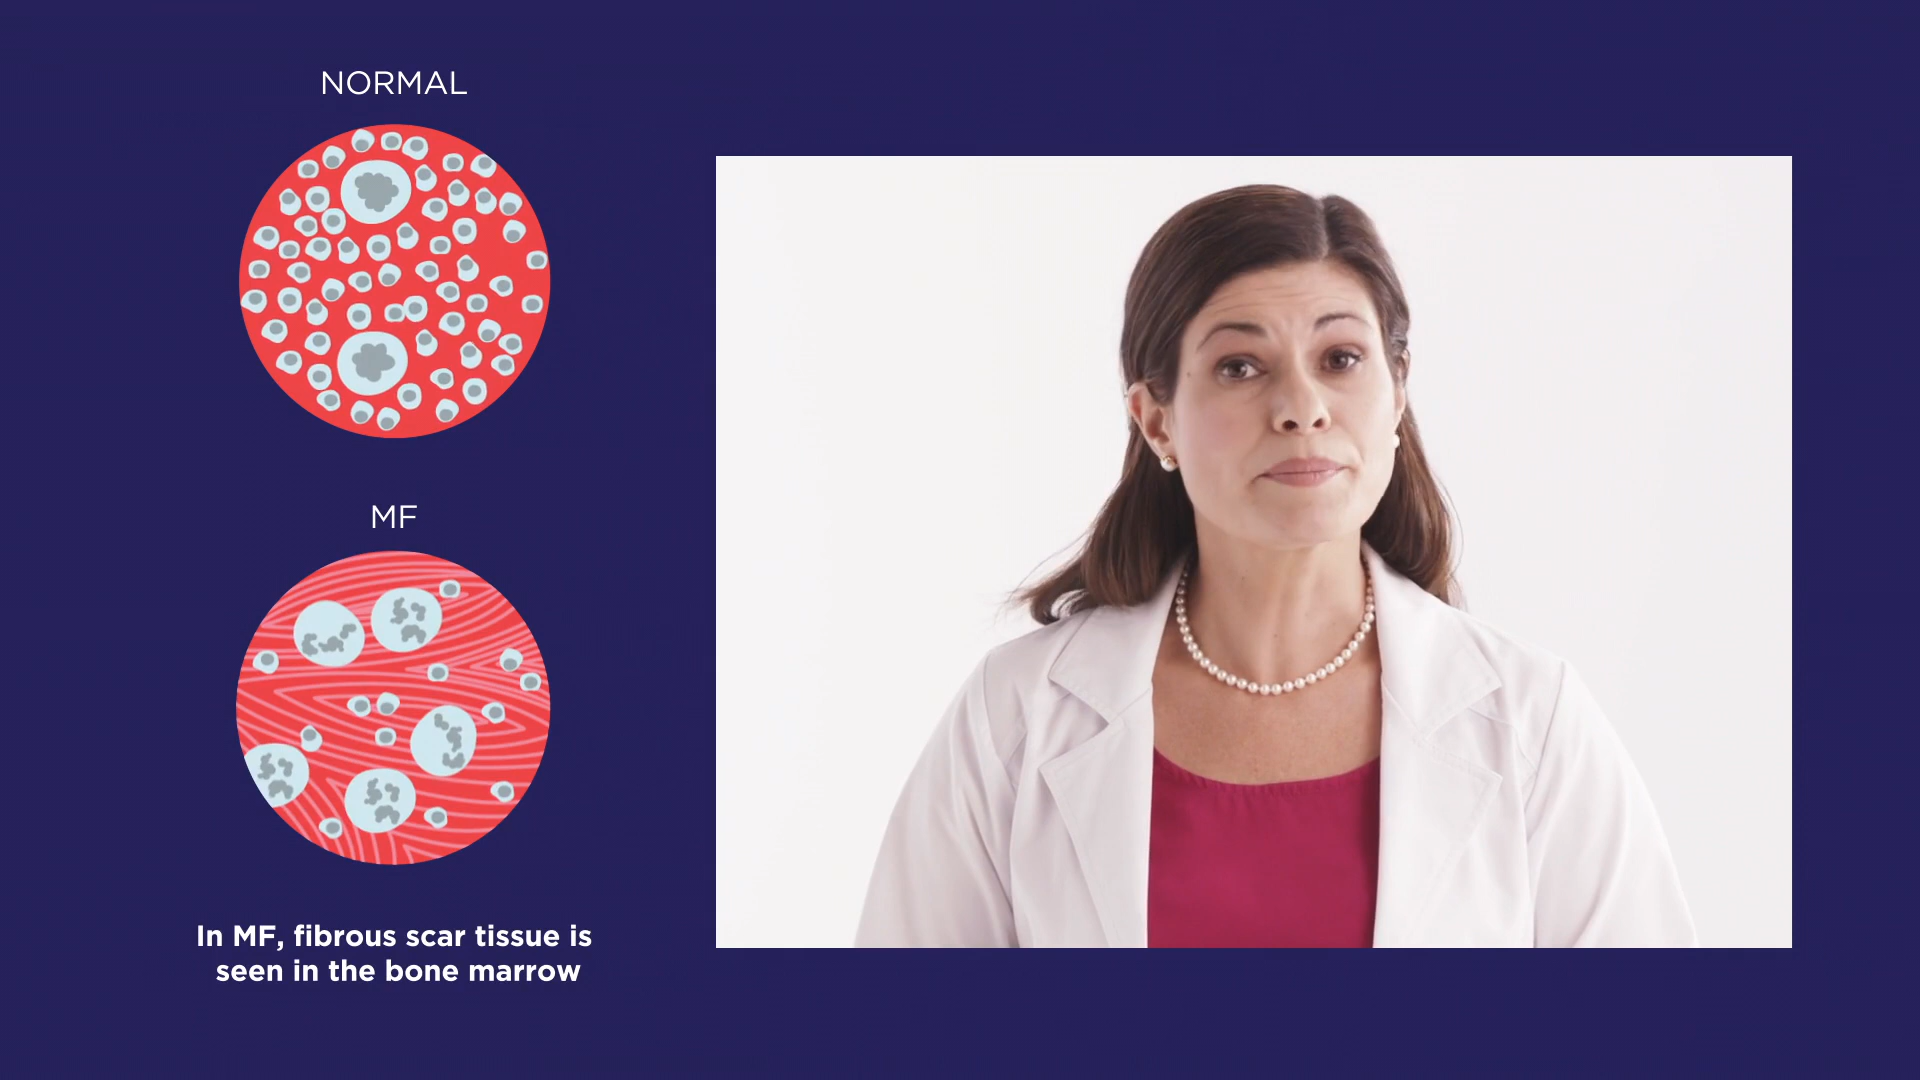 NORMAL
MF
In MF, fibrous scar tissue is
seen in the bone marrow